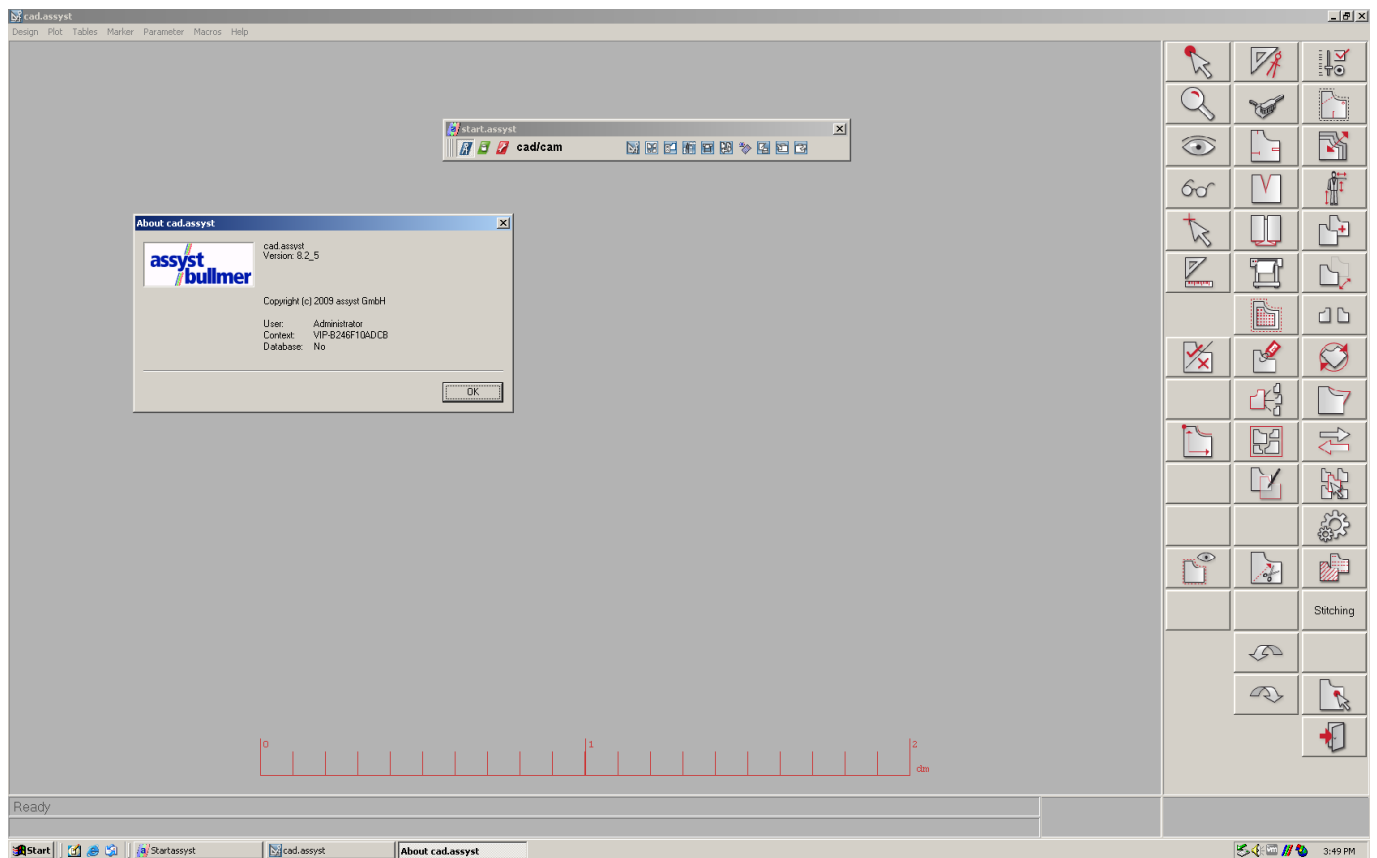 cad.assyst
Design Plot Tables Marker Parameter Macros Help
start.assyst
cad/cam
About cad.assyst
assyst
bullmer
cad.assyst
Version: 8.2_5
Copyright (c) 2009 assyst GmbH
User: Administrator
Context: VIP-B246F10ADCB
Database: No
OK
Stitching
0 1 2
dm
Ready
Start Startassyst cad.assyst About cad.assyst 3:49 PM